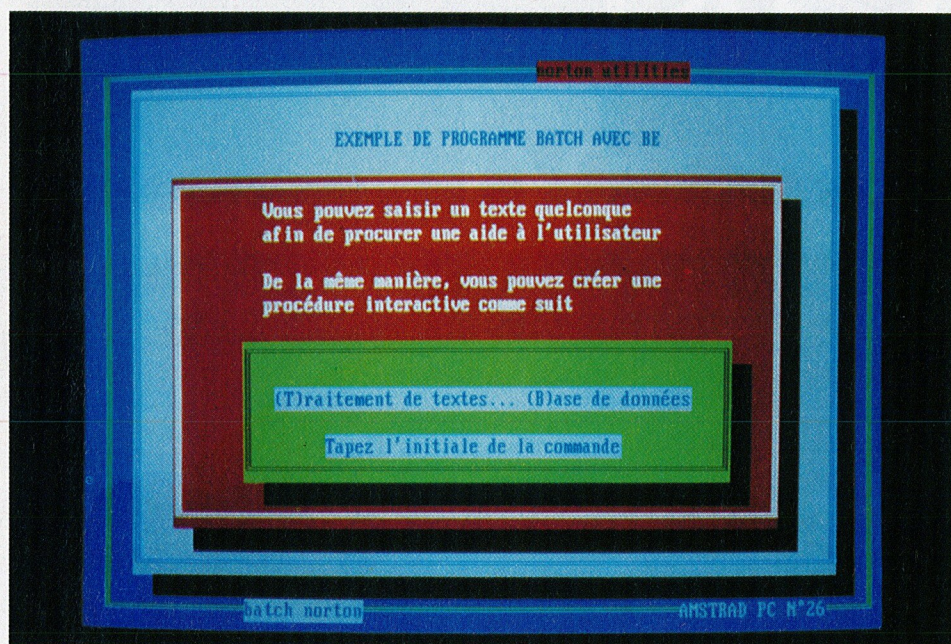 norton utilities
EXEMPLE DE PROGRAMME BATCH AVEC BE
Vous pouvez saisir un texte quelconque
afin de procurer une aide à l'utilisateur
De la même manière, vous pouvez créer une
procédure interactive comme suit
(T)raitement de textes... (B)ase de données
Tapez l'initiale de la commande
batch norton
AMSTRAD PC N°26